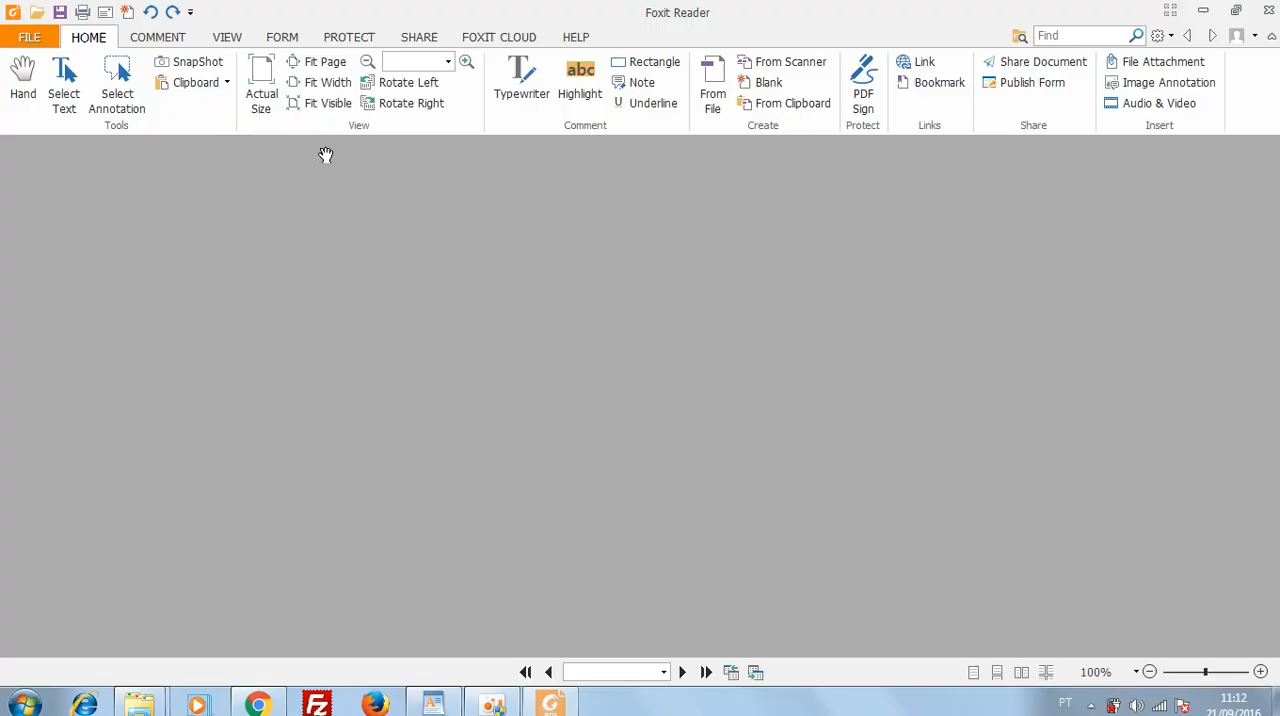 Foxit Reader
FILE HOME COMMENT VIEW FORM PROTECT SHARE FOXIT CLOUD HELP Find
Hand
Select Text
Select Annotation
SnapShot
Clipboard
Tools
Actual Size
Fit Page
Fit Width
Fit Visible
Rotate Left
Rotate Right
View
Typewriter
abc
Highlight
Rectangle
Note
Underline
Comment
From File
From Scanner
Blank
From Clipboard
Create
PDF Sign
Protect
Link
Bookmark
Links
Share Document
Publish Form
Share
File Attachment
Image Annotation
Audio & Video
Insert
100%
PT
11:12
21/09/2016